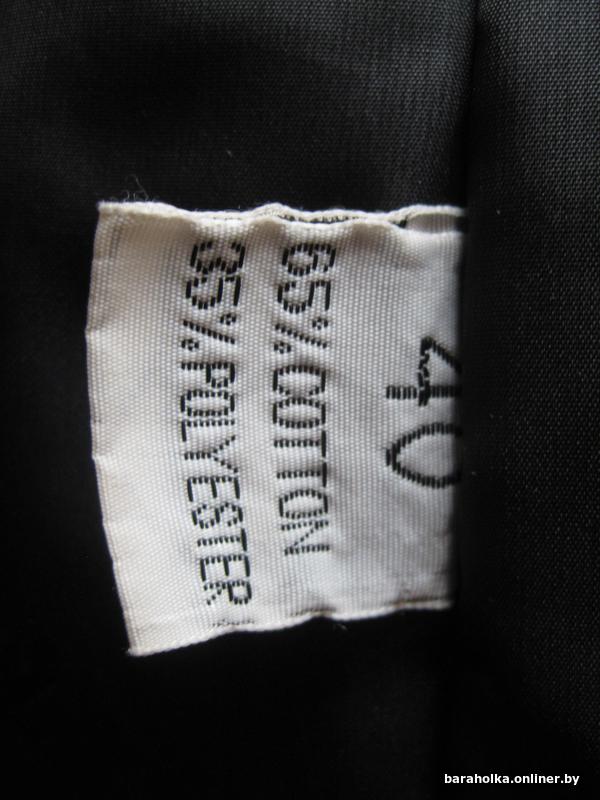 40
65% COTTON
35% POLYESTER
baraholka.onliner.by